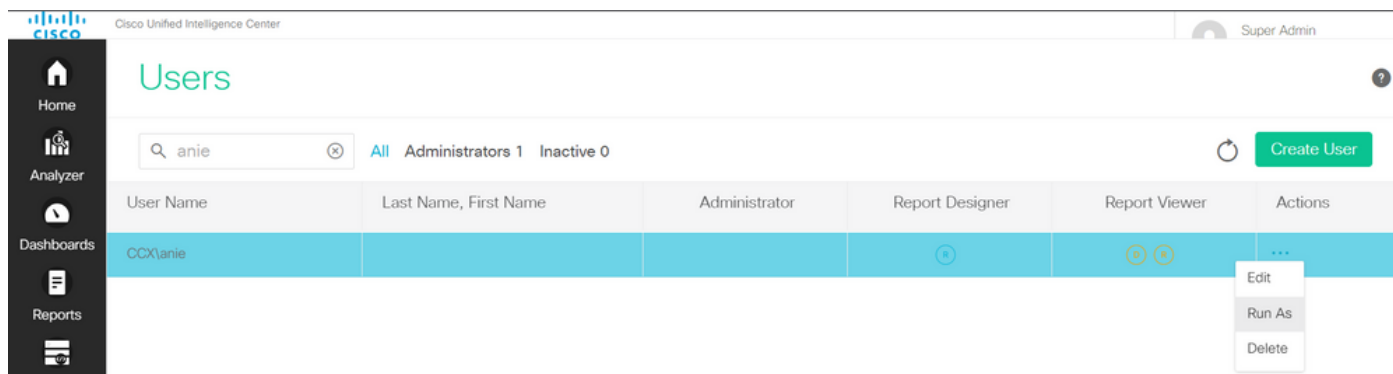 CISCO
Cisco Unified Intelligence Center
Super Admin
Home
Analyzer
Dashboards
Reports
Users
?
anie
All Administrators 1 Inactive 0
Create User
User Name Last Name, First Name Administrator Report Designer Report Viewer Actions
CCX\anie
Edit
Run As
Delete